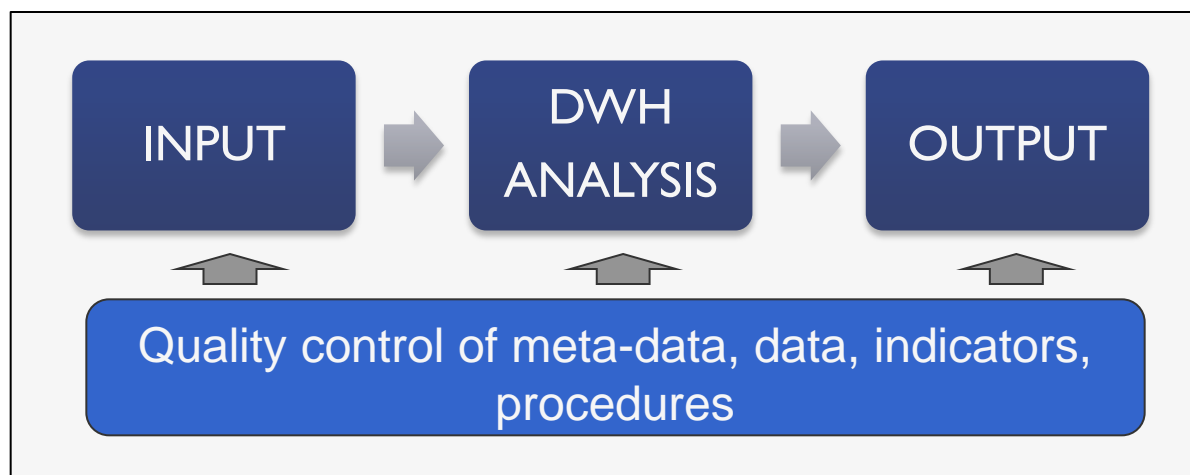 INPUT
DWH
ANALYSIS
OUTPUT
Quality control of meta-data, data, indicators,
procedures